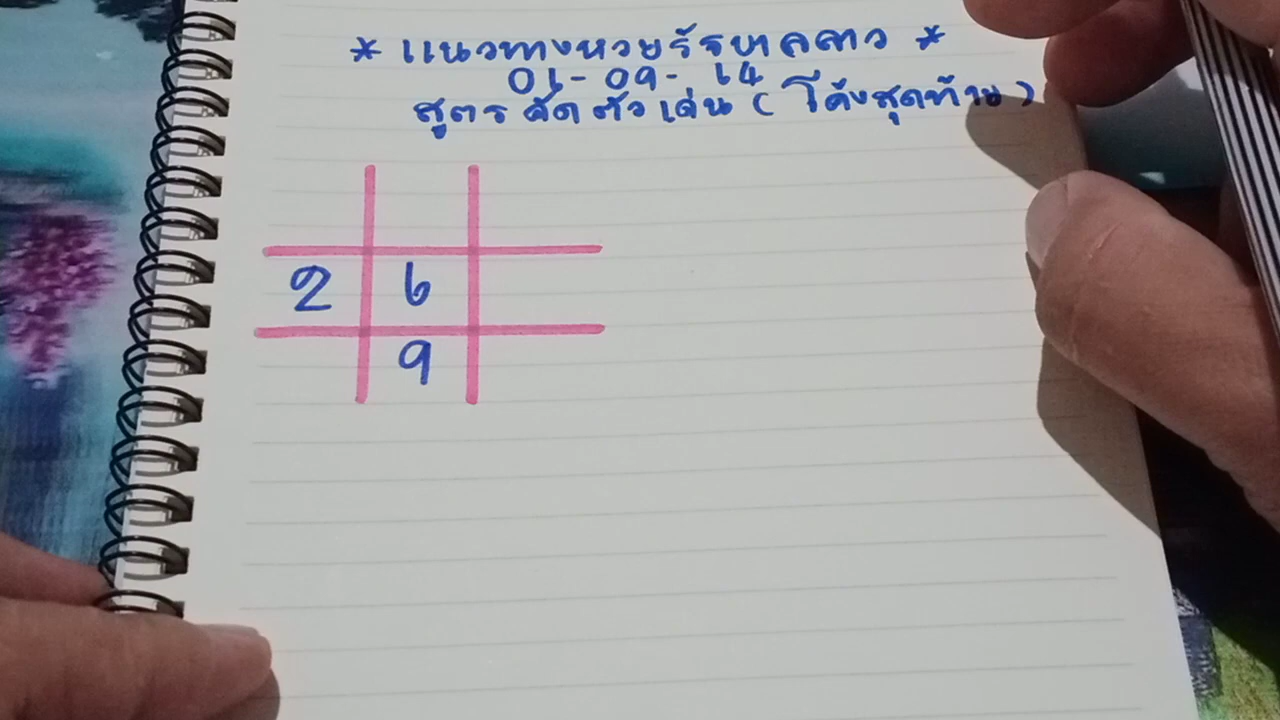 * แนวทางหวยรัฐบาลลาว *
01-09-64
สูตร คัด ตัว เด่น ( โค้งสุดท้าย )
2 6
9